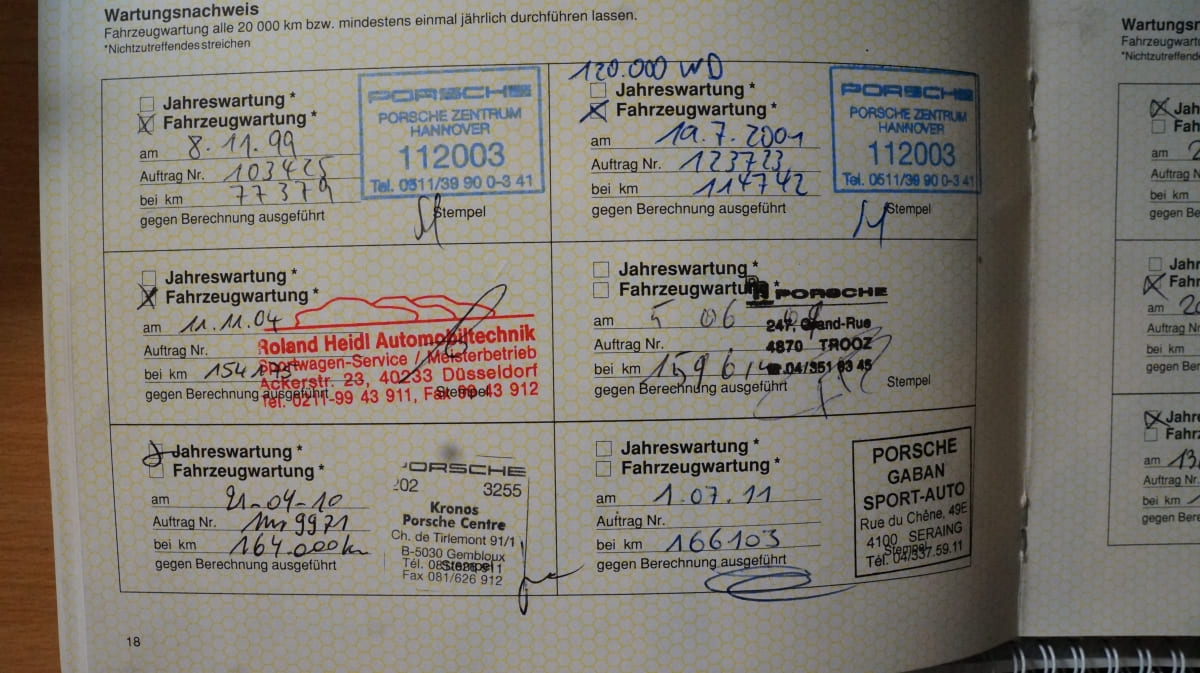 Wartungsnachweis
Fahrzeugwartung alle 20 000 km bzw. mindestens einmal jährlich durchführen lassen.
*Nichtzutreffendes streichen
Jahreswartung *
Fahrzeugwartung *
am 8.11.99
Auftrag Nr. 103425
bei km 77379
gegen Berechnung ausgeführt
Stempel
PORSCHE
PORSCHE ZENTRUM
HANNOVER
112003
Tel. 0511/39 90 0-3 41
120.000 WD
Jahreswartung *
Fahrzeugwartung *
am 19.7.2001
Auftrag Nr. 123723
bei km 114742
gegen Berechnung ausgeführt
Stempel
PORSCHE
PORSCHE ZENTRUM
HANNOVER
112003
Tel. 0511/39 90 0-3 41
Jahreswartung *
Fahrzeugwartung *
am 11.11.04
Auftrag Nr.
bei km 154175
gegen Berechnung ausgeführt
Stempel
Roland Heidl Automobiltechnik
Sportwagen-Service / Meisterbetrieb
Ackerstr. 23, 40233 Düsseldorf
Tel. 0211-99 43 911, Fax 99 43 912
Jahreswartung *
Fahrzeugwartung *
am 5 06
Auftrag Nr.
bei km
gegen Berechnung ausgeführt
Stempel
PORSCHE
247, Grand-Rue
4870 TROOZ
04/351 63 45
Jahreswartung *
Fahrzeugwartung *
am 21-04-10
Auftrag Nr.
bei km 164.000km
gegen Berechnung ausgeführt
Stempel
PORSCHE
202 3255
Kronos
Porsche Centre
Ch. de Tirlemont 91/1
B-5030 Gembloux
Tél.
Fax 081/626 912
Jahreswartung *
Fahrzeugwartung *
am 1.07.11
Auftrag Nr.
bei km 166103
gegen Berechnung ausgeführt
Stempel
PORSCHE
GABAN
SPORT-AUTO
Rue du Chêne, 49E
4100 SERAING
Tél. 04/337.59.11
18